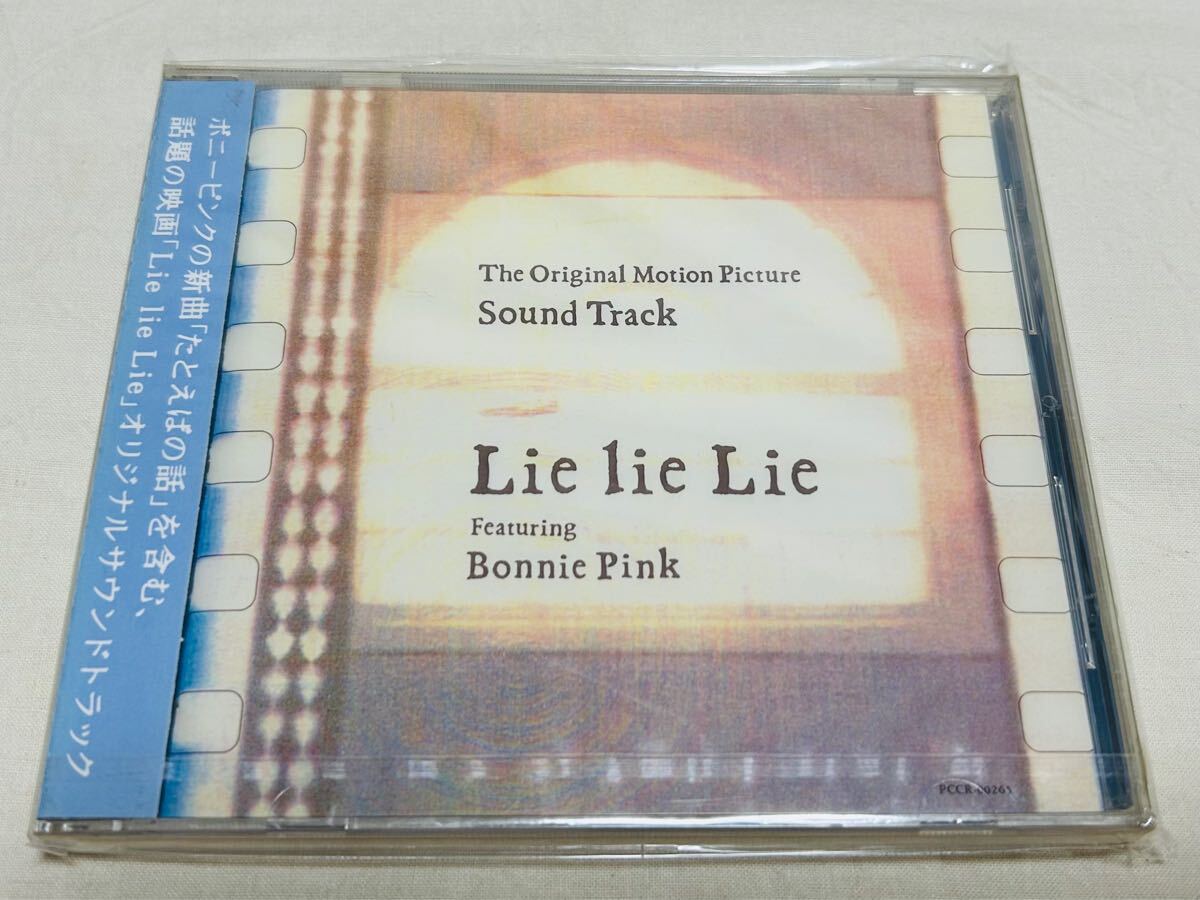 ボニーピンクの新曲「たとえばの話」を含む、
話題の映画「Lie lie Lie」オリジナルサウンドトラック
The Original Motion Picture
Sound Track
Lie lie Lie
Featuring
Bonnie Pink
PCCR-00261